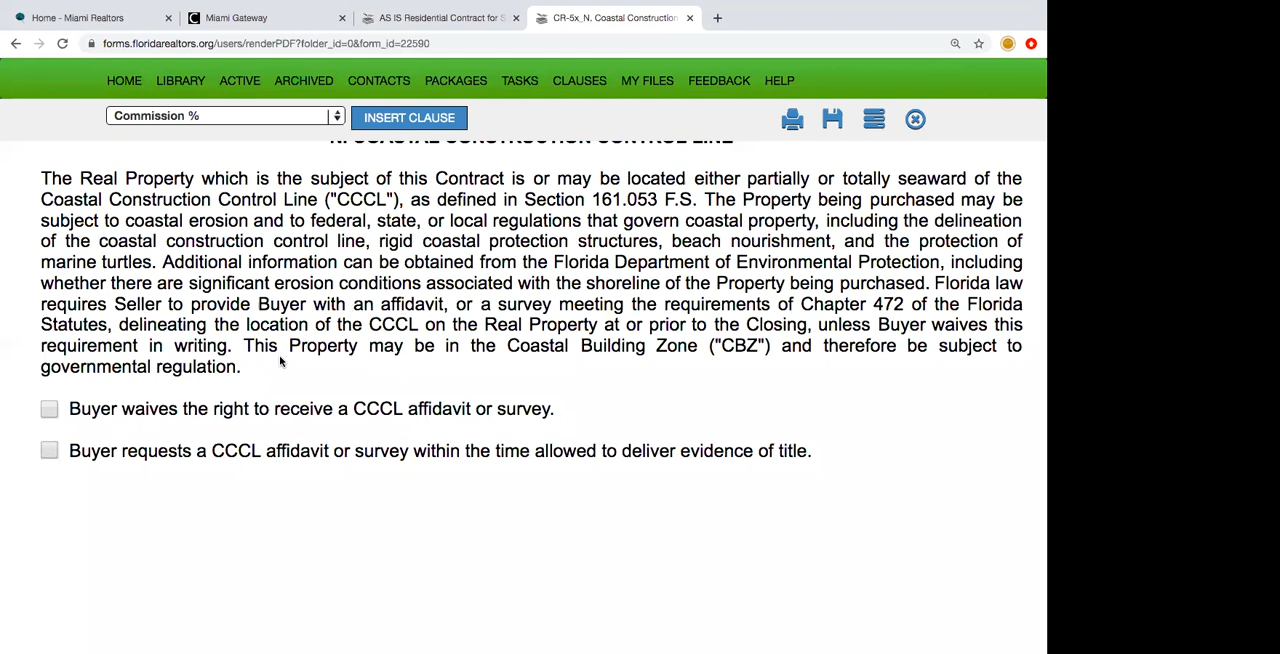 Home - Miami Realtors
Miami Gateway
AS IS Residential Contract for S
CR-5x_N. Coastal Construction
forms.floridarealtors.org/users/renderPDF?folder_id=0&form_id=22590
HOME LIBRARY ACTIVE ARCHIVED CONTACTS PACKAGES TASKS CLAUSES MY FILES FEEDBACK HELP
Commission %
INSERT CLAUSE
N. COASTAL CONSTRUCTION CONTROL LINE
The Real Property which is the subject of this Contract is or may be located either partially or totally seaward of the
Coastal Construction Control Line ("CCCL"), as defined in Section 161.053 F.S. The Property being purchased may be
subject to coastal erosion and to federal, state, or local regulations that govern coastal property, including the delineation
of the coastal construction control line, rigid coastal protection structures, beach nourishment, and the protection of
marine turtles. Additional information can be obtained from the Florida Department of Environmental Protection, including
whether there are significant erosion conditions associated with the shoreline of the Property being purchased. Florida law
requires Seller to provide Buyer with an affidavit, or a survey meeting the requirements of Chapter 472 of the Florida
Statutes, delineating the location of the CCCL on the Real Property at or prior to the Closing, unless Buyer waives this
requirement in writing. This Property may be in the Coastal Building Zone ("CBZ") and therefore be subject to
governmental regulation.
Buyer waives the right to receive a CCCL affidavit or survey.
Buyer requests a CCCL affidavit or survey within the time allowed to deliver evidence of title.